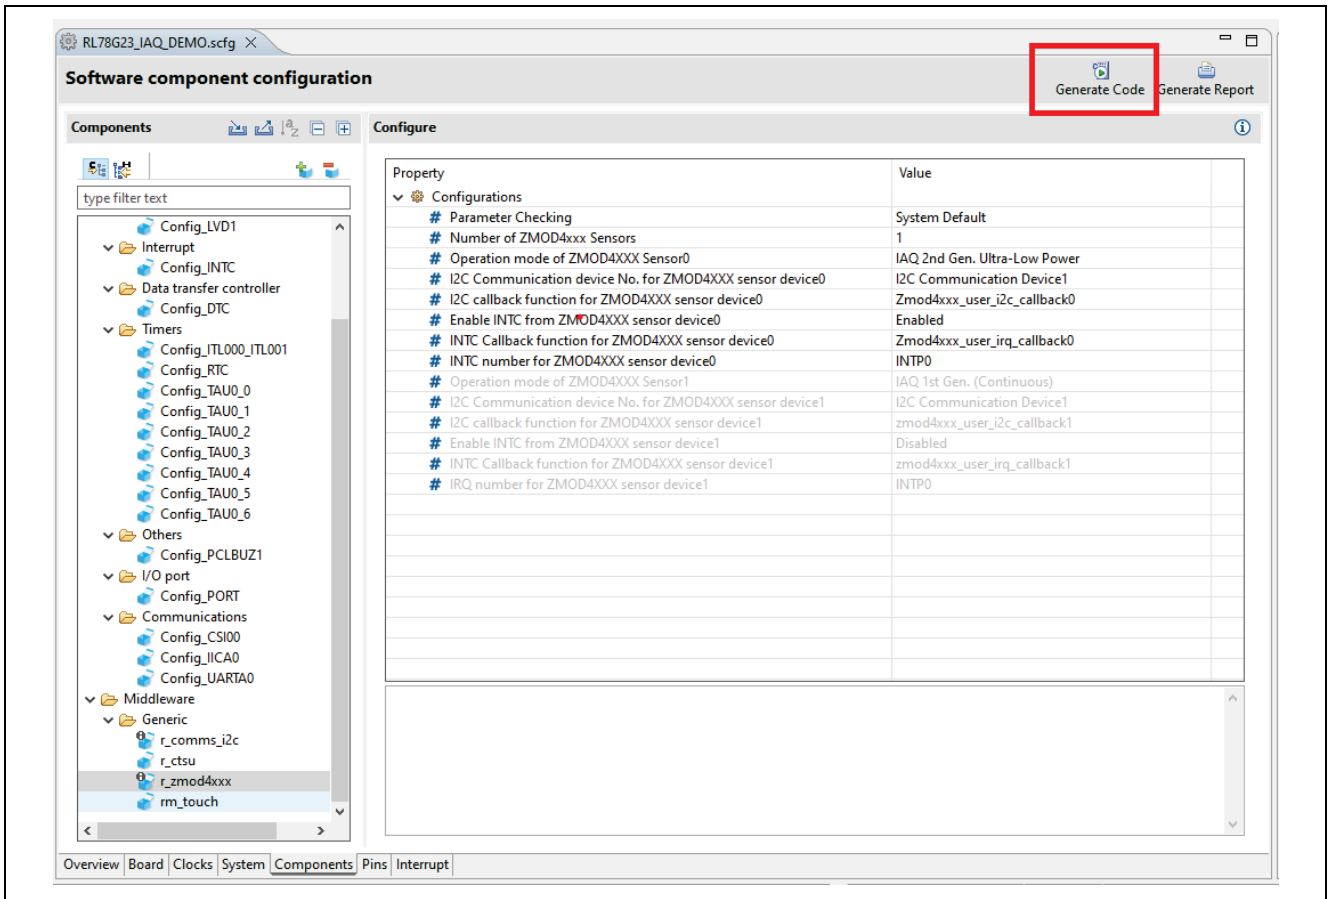 RL78G23_IAQ_DEMO.scfg
Software component configuration
Generate Code Generate Report
Components
Configure
type filter text
Config_LVD1
Interrupt
Config_INTC
Data transfer controller
Config_DTC
Timers
Config_ITL000_ITL001
Config_RTC
Config_TAU0_0
Config_TAU0_1
Config_TAU0_2
Config_TAU0_3
Config_TAU0_4
Config_TAU0_5
Config_TAU0_6
Others
Config_PCLBUZ1
I/O port
Config_PORT
Communications
Config_CSI00
Config_IICA0
Config_UARTA0
Middleware
Generic
r_comms_i2c
r_ctsu
r_zmod4xxx
rm_touch
Property Value
Configurations
# Parameter Checking System Default
# Number of ZMOD4xxx Sensors 1
# Operation mode of ZMOD4XXX Sensor0 IAQ 2nd Gen. Ultra-Low Power
# I2C Communication device No. for ZMOD4XXX sensor device0 I2C Communication Device1
# I2C callback function for ZMOD4XXX sensor device0 Zmod4xxx_user_i2c_callback0
# Enable INTC from ZMOD4XXX sensor device0 Enabled
# INTC Callback function for ZMOD4XXX sensor device0 Zmod4xxx_user_irq_callback0
# INTC number for ZMOD4XXX sensor device0 INTP0
# Operation mode of ZMOD4XXX Sensor1 IAQ 1st Gen. (Continuous)
# I2C Communication device No. for ZMOD4XXX sensor device1 I2C Communication Device1
# I2C callback function for ZMOD4XXX sensor device1 zmod4xxx_user_i2c_callback1
# Enable INTC from ZMOD4XXX sensor device1 Disabled
# INTC Callback function for ZMOD4XXX sensor device1 zmod4xxx_user_irq_callback1
# IRQ number for ZMOD4XXX sensor device1 INTP0
Overview Board Clocks System Components Pins Interrupt